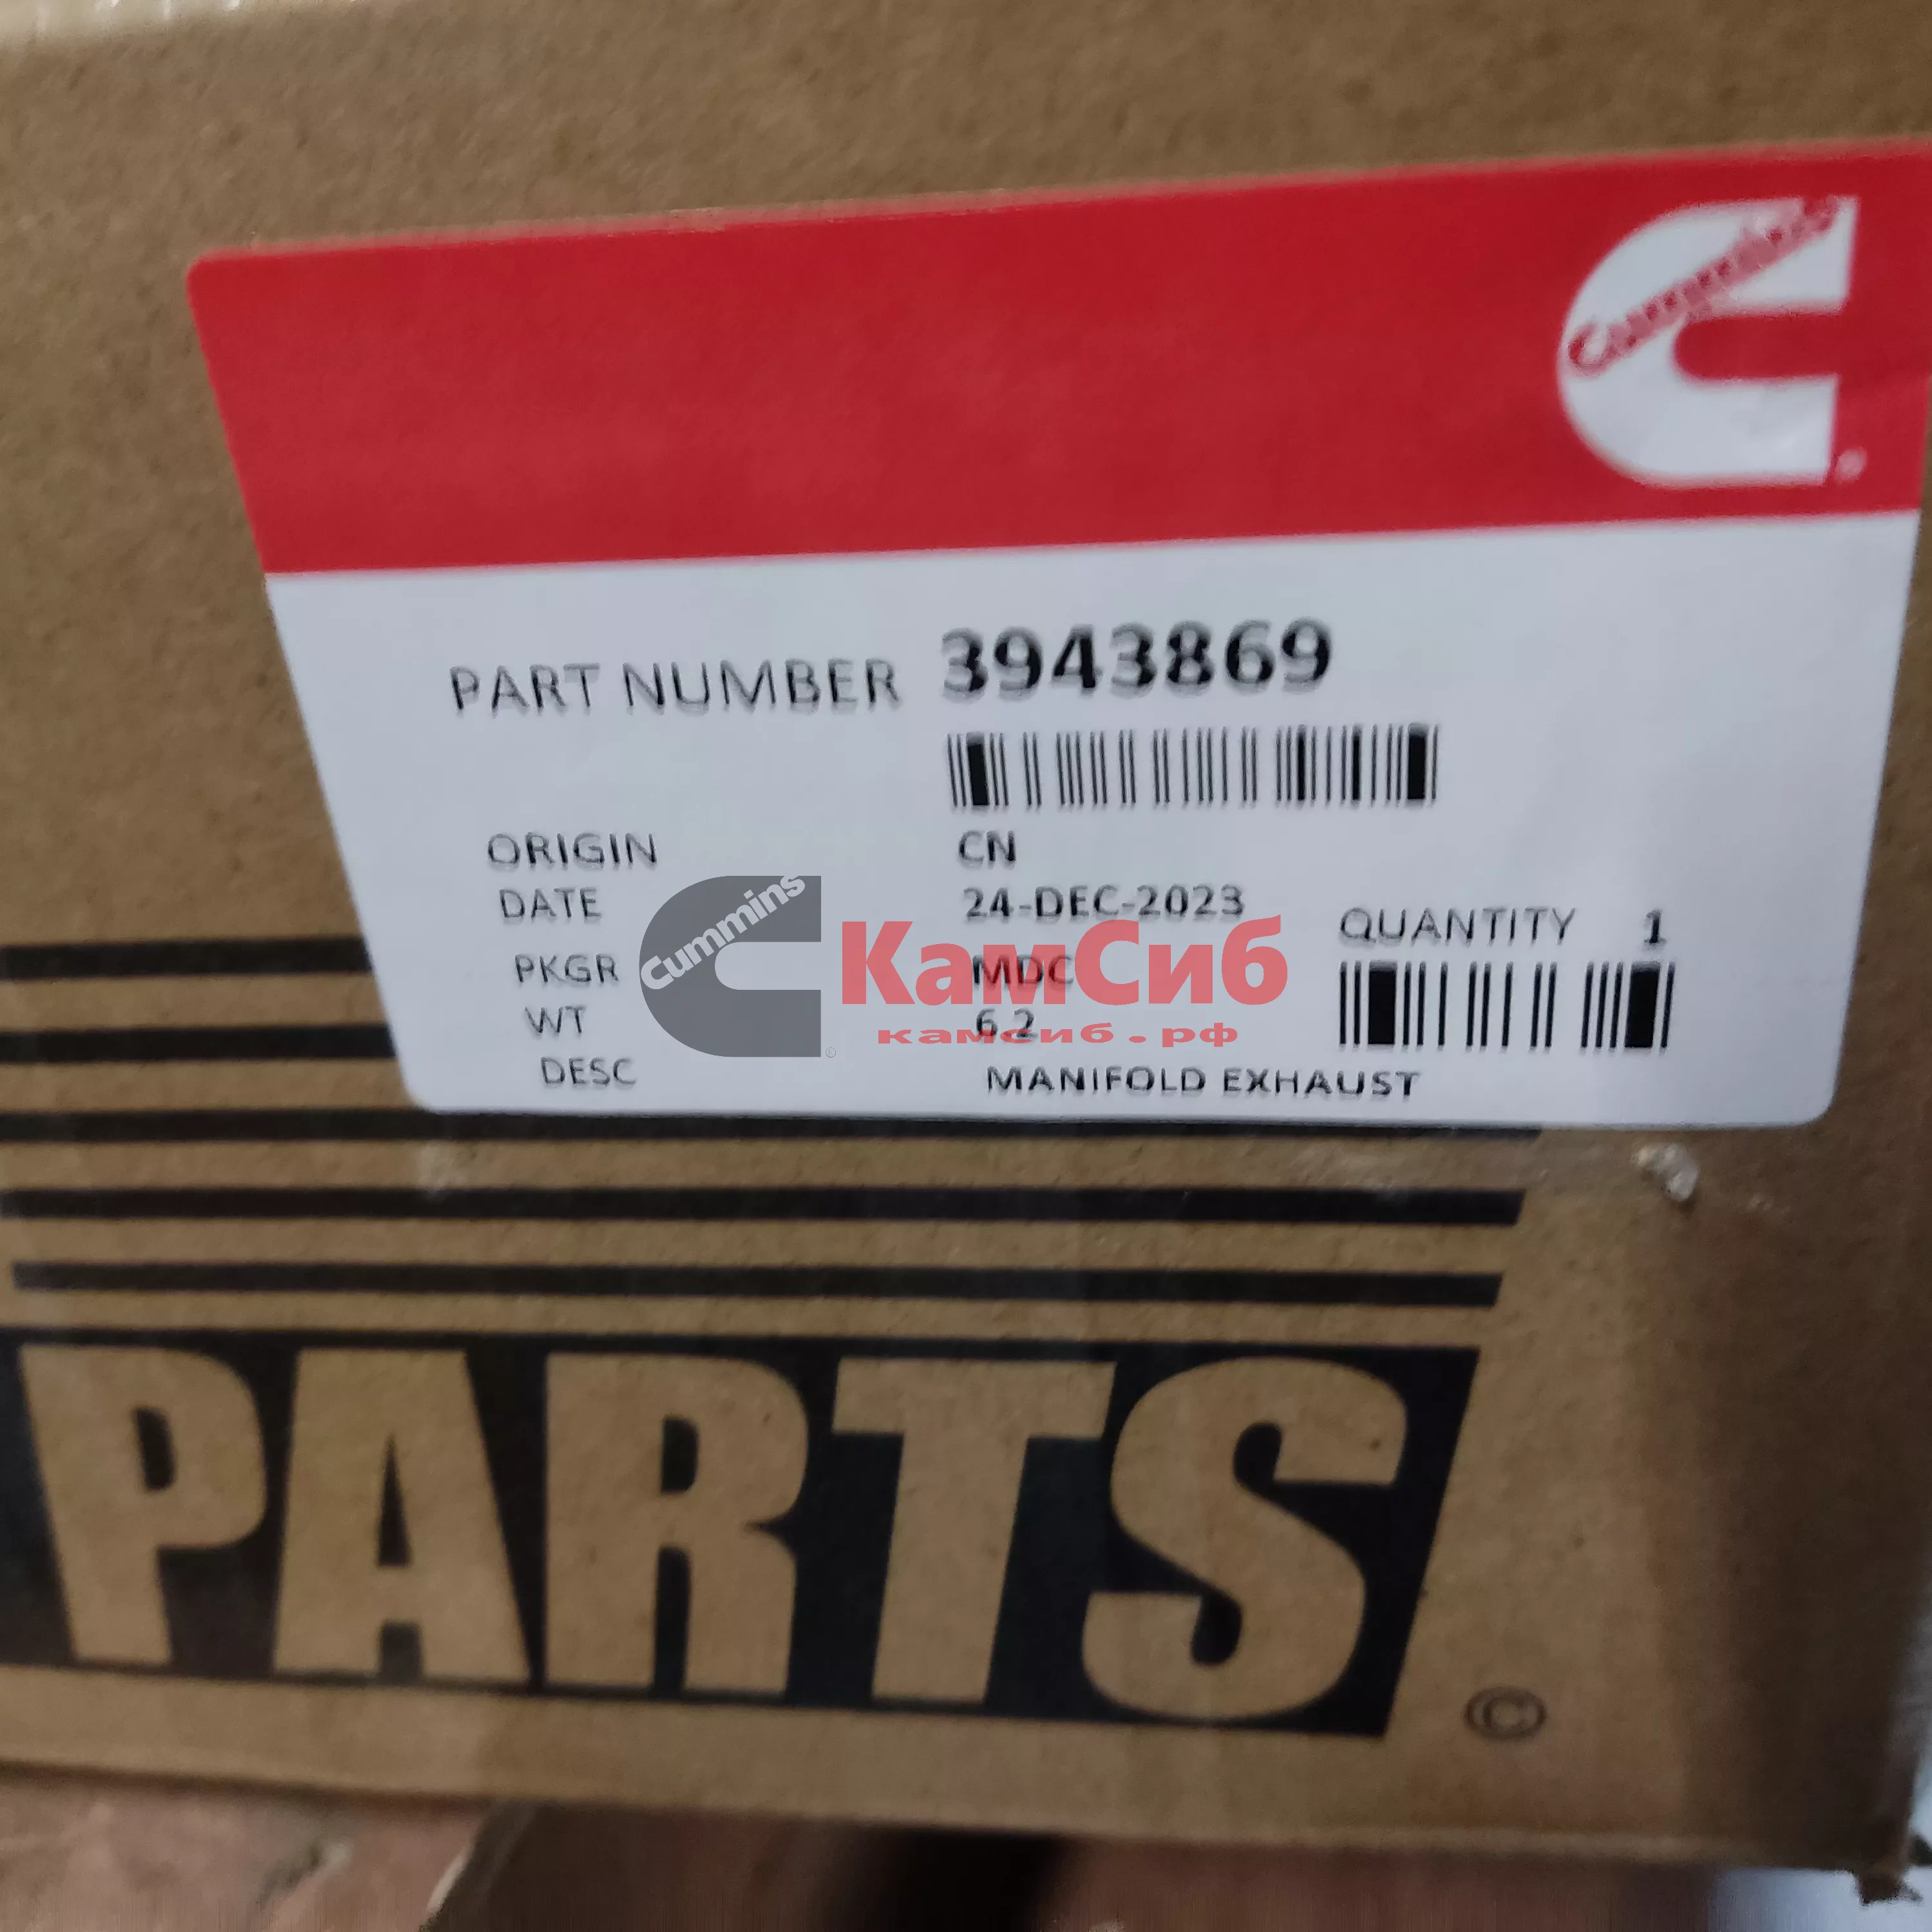 Cummins
®
PART NUMBER 3943869
ORIGIN CN
DATE 24-DEC-2023
QUANTITY 1
PKGR MDC
WT 6.2
DESC MANIFOLD EXHAUST
Cummins
®
КамСиб
камсиб.рф
PARTS
©